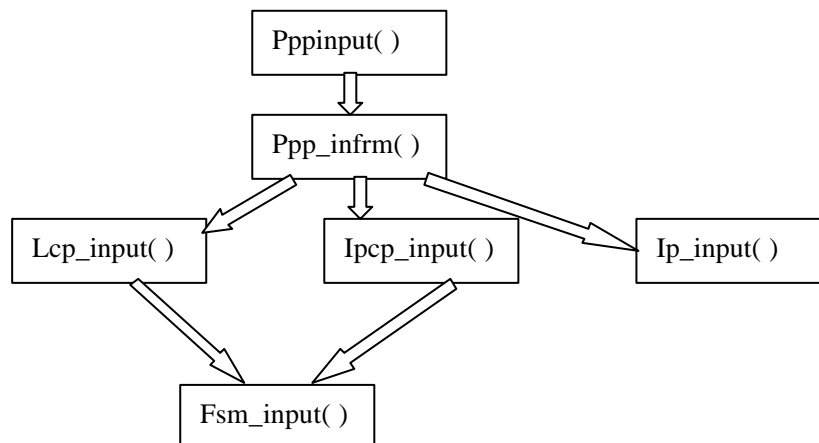 Pppinput( )
Ppp_infrm( )
Lcp_input( )
Ipcp_input( )
Ip_input( )
Fsm_input( )